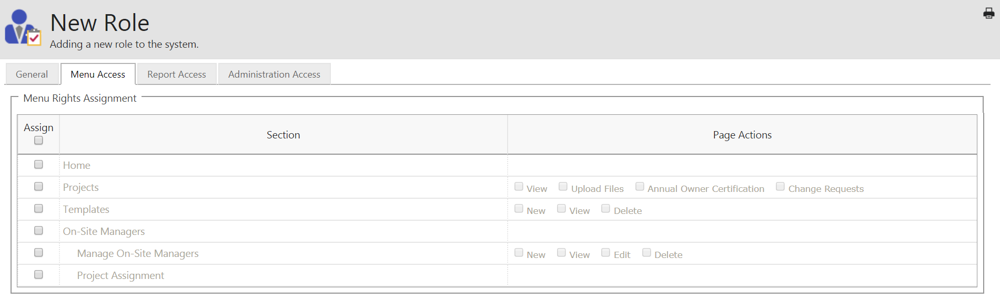 New Role
Adding a new role to the system.
General Menu Access Report Access Administration Access
Menu Rights Assignment
Assign Section Page Actions
Home
Projects View Upload Files Annual Owner Certification Change Requests
Templates New View Delete
On-Site Managers
Manage On-Site Managers New View Edit Delete
Project Assignment